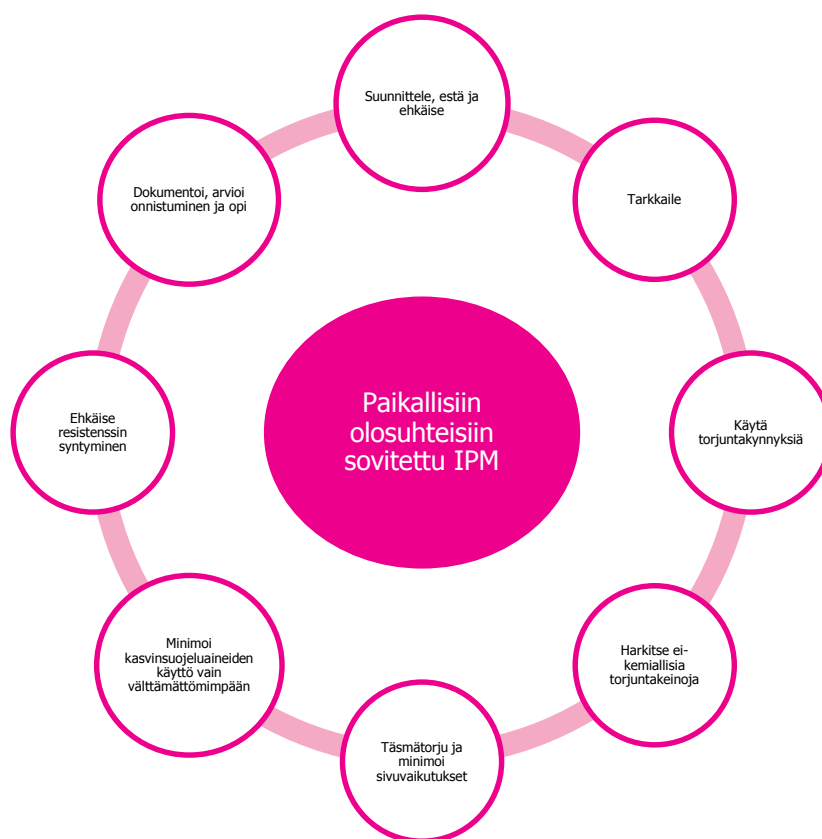 Suunnittele, estä ja
ehkäise
Tarkkaile
Käytä
torjuntakynnyksiä
Harkitse ei-
kemiallisia
torjuntakeinoja
Täsmätorju ja
minimoi
sivuvaikutukset
Minimoi
kasvinsuojeluaineiden
käyttö vain
välttämättömimpään
Ehkäise
resistenssin
syntyminen
Dokumentoi, arvioi
onnistuminen ja opi
Paikallisiin
olosuhteisiin
sovitettu IPM